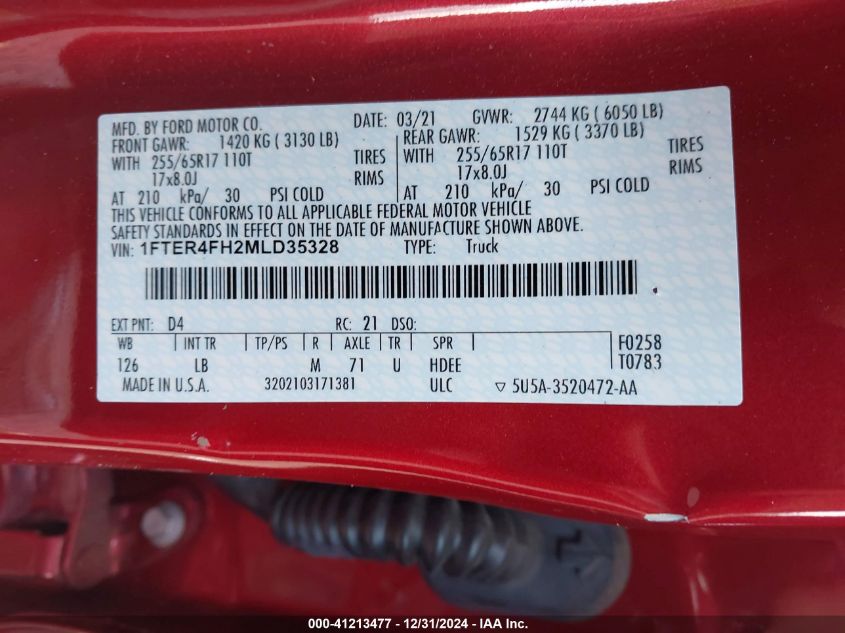 MFD. BY FORD MOTOR CO. DATE: 03/21 GVWR: 2744 KG ( 6050 LB)
FRONT GAWR: 1420 KG ( 3130 LB) REAR GAWR: 1529 KG ( 3370 LB)
WITH 255/65R17 110T TIRES WITH 255/65R17 110T TIRES
17x8.0J RIMS 17x8.0J RIMS
AT 210 kPa/ 30 PSI COLD AT 210 kPa/ 30 PSI COLD
THIS VEHICLE CONFORMS TO ALL APPLICABLE FEDERAL MOTOR VEHICLE
SAFETY STANDARDS IN EFFECT ON THE DATE OF MANUFACTURE SHOWN ABOVE.
VIN: 1FTER4FH2MLD35328 TYPE: Truck
EXT PNT: D4 RC: 21 DSO: F0258
WB INT TR TP/PS R AXLE TR SPR T0783
126 LB M 71 U HDEE
MADE IN U.S.A. 3202103171381 ULC ▽ 5U5A-3520472-AA
000-41213477 - 12/31/2024 - IAA Inc.